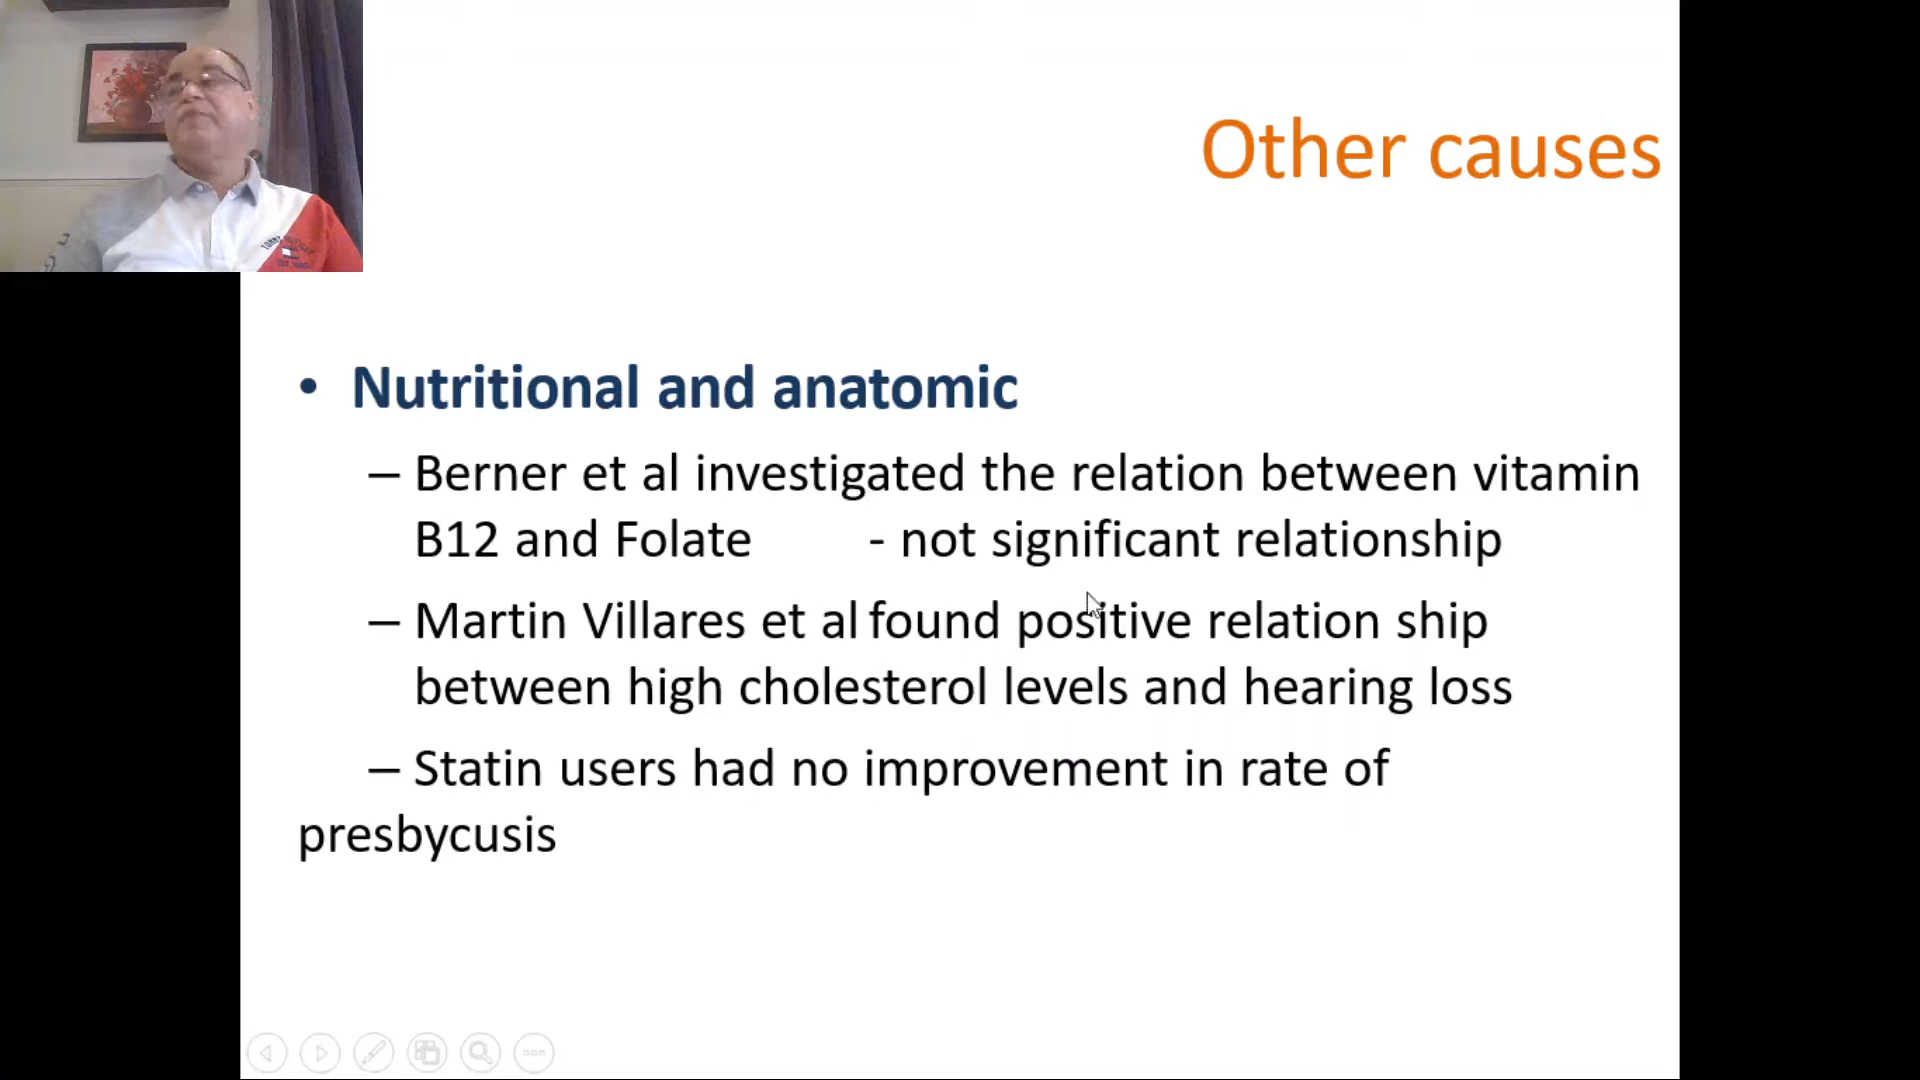 Other causes
• Nutritional and anatomic
– Berner et al investigated the relation between vitamin
B12 and Folate - not significant relationship
– Martin Villares et al found positive relation ship
between high cholesterol levels and hearing loss
– Statin users had no improvement in rate of
presbycusis